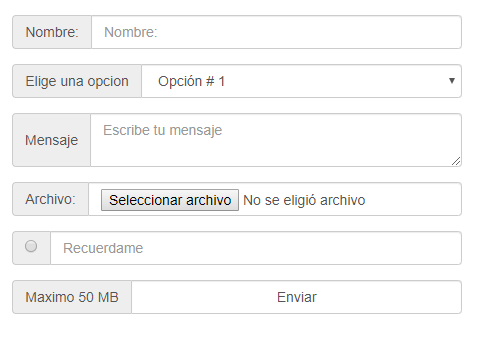 Nombre: Nombre:
Elige una opcion Opción # 1
Mensaje Escribe tu mensaje
Archivo: Seleccionar archivo No se eligió archivo
Recuerdame
Maximo 50 MB Enviar